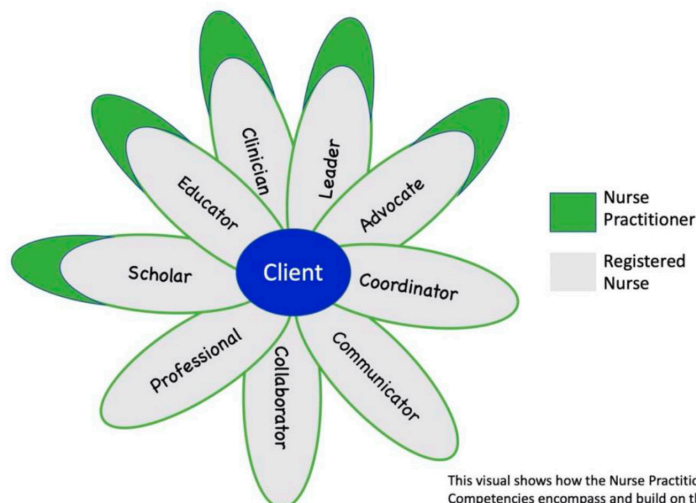 Clinician
Leader
Educator
Advocate
Scholar
Client
Coordinator
Professional
Collaborator
Communicator
Nurse
Practitioner
Registered
Nurse
This visual shows how the Nurse
Competencies encompass and build on